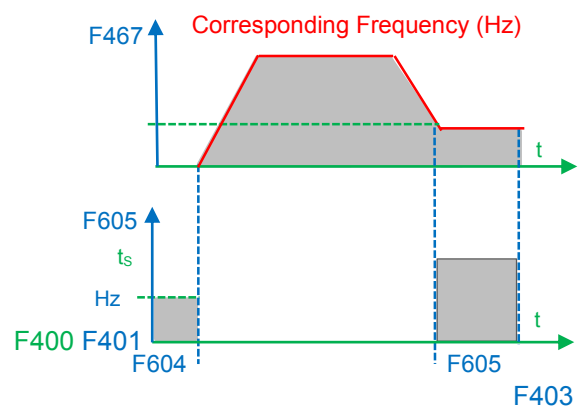 F467 Corresponding Frequency (Hz)
t
F605
ts
Hz
t
F400 F401
F604 F605
F403